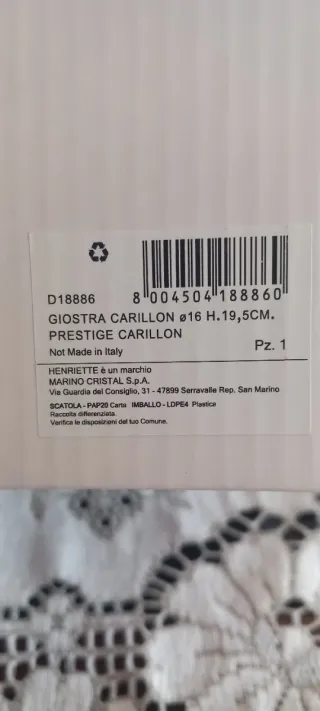 D18886 8 004504 188860
GIOSTRA CARILLON ø16 H.19,5CM.
PRESTIGE CARILLON
Pz. 1
Not Made in Italy
HENRIETTE è un marchio
MARINO CRISTAL S.p.A.
Via Guardia del Consiglio, 31 - 47899 Serravalle Rep. San Marino
SCATOLA - PAP20 Carta IMBALLO - LDPE4 Plastica
Raccolta differenziata.
Verifica le disposizioni del tuo Comune.